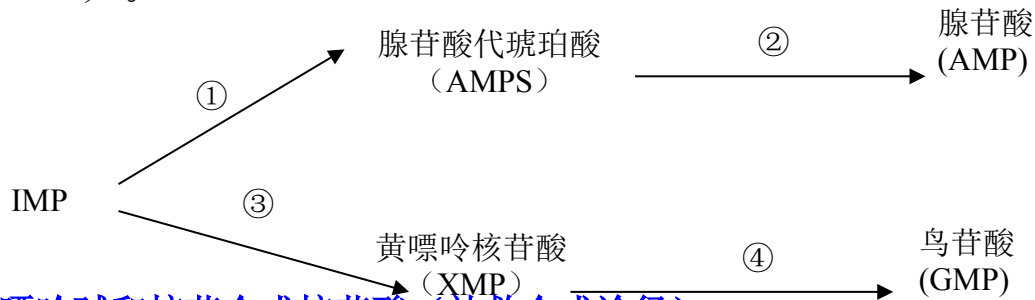 腺苷酸代琥珀酸
（AMPS）
②
腺苷酸
(AMP)
①
IMP
③
黄嘌呤核苷酸
（XMP）
④
鸟苷酸
(GMP)